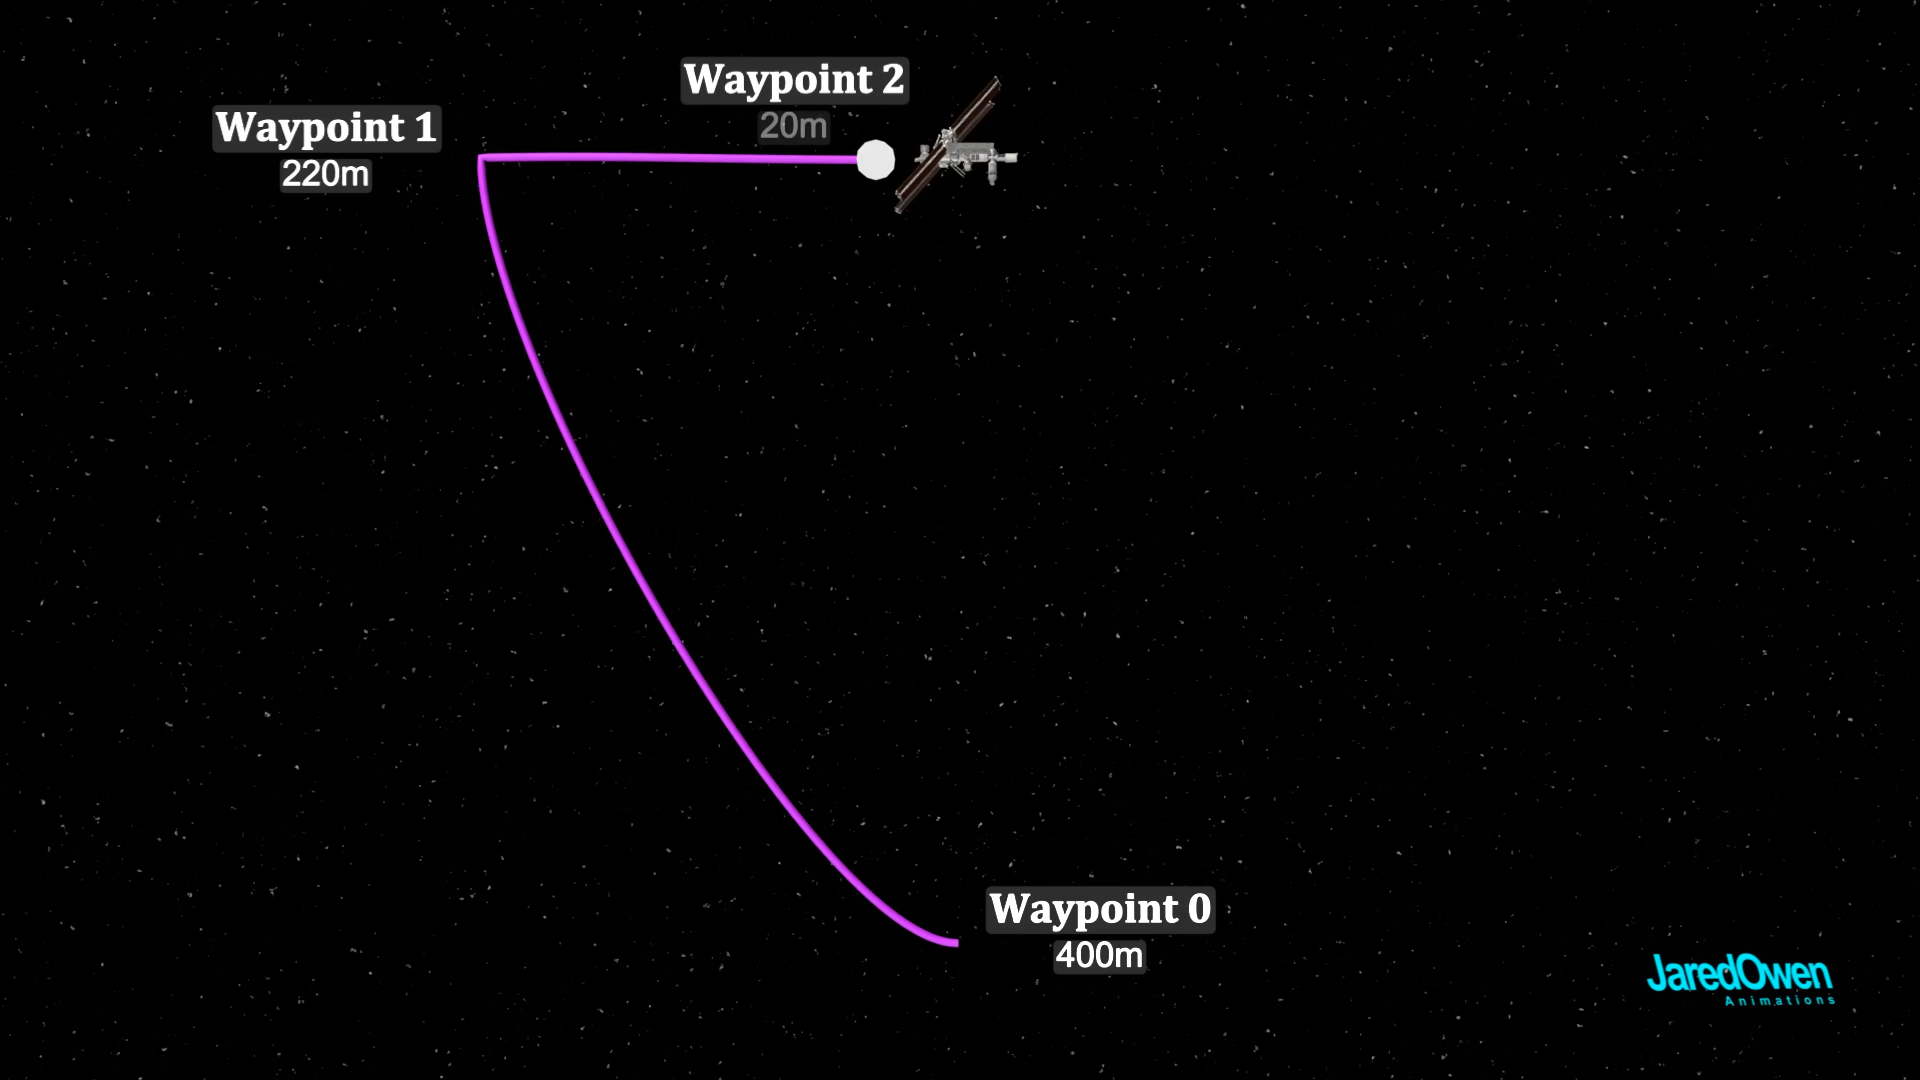 Waypoint 2
20m
Waypoint 1
220m
Waypoint 0
400m
JaredOwen
Animations